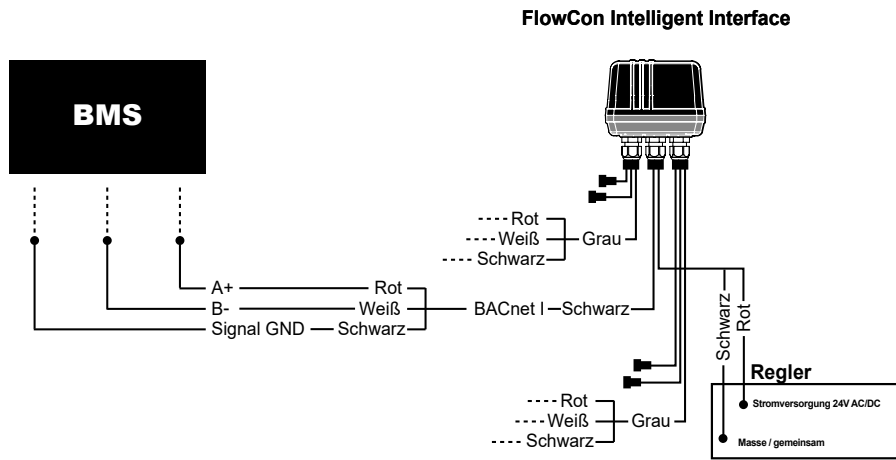 FlowCon Intelligent Interface
BMS
Rot
Weiß Grau
Schwarz
A+ Rot
B- Weiß BACnet I Schwarz
Signal GND Schwarz
Schwarz
Rot
Regler
Stromversorgung 24V AC/DC
Masse / gemeinsam
Rot
Weiß Grau
Schwarz